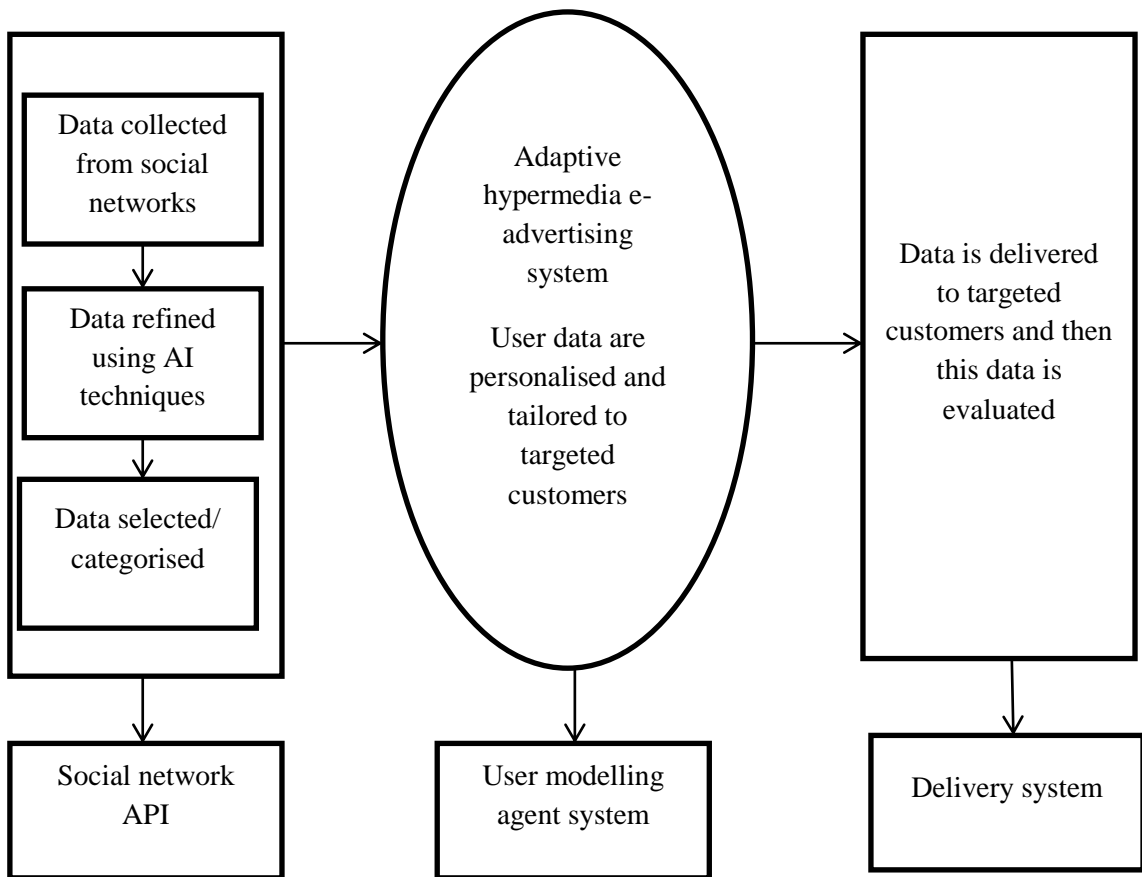 Data collected
from social
networks
Data refined
using AI
techniques
Data selected/
categorised
Adaptive
hypermedia e-
advertising
system
User data are
personalised and
tailored to
targeted
customers
Data is delivered
to targeted
customers and then
this data is
evaluated
Social network
API
User modelling
agent system
Delivery system